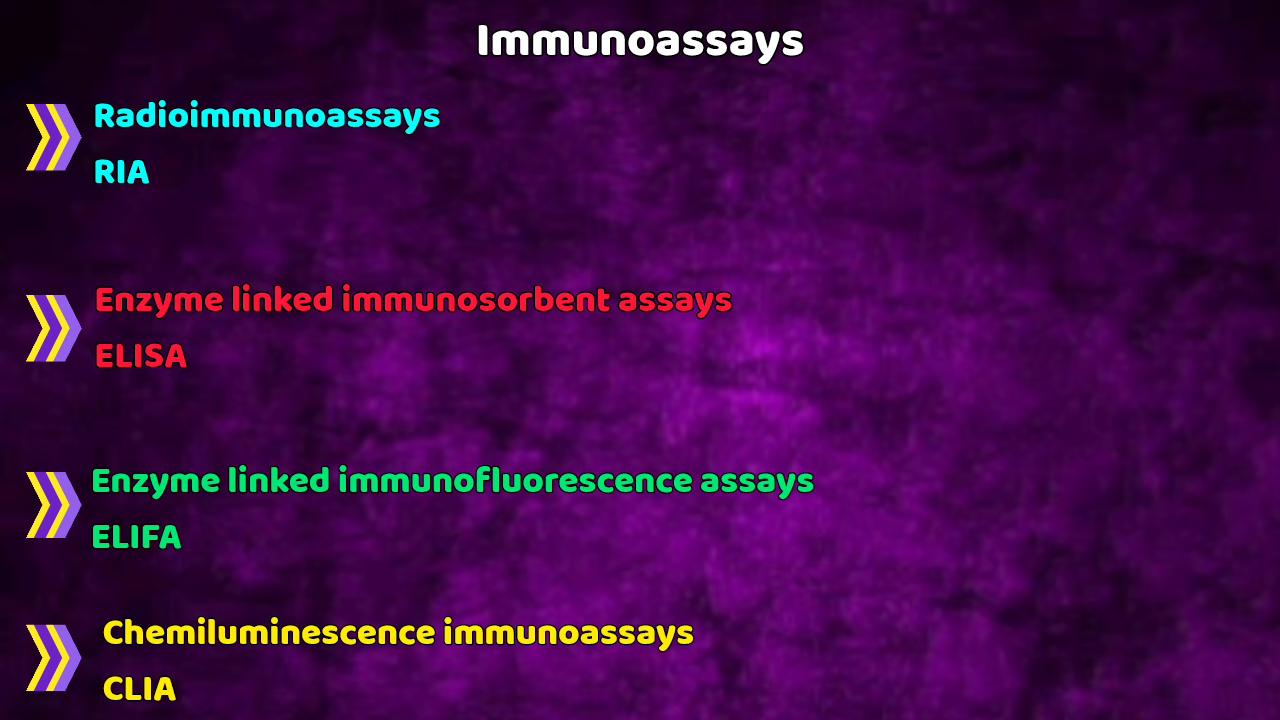 Immunoassays
Radioimmunoassays
RIA
Enzyme linked immunosorbent assays
ELISA
Enzyme linked immunofluorescence assays
ELIFA
Chemiluminescence immunoassays
CLIA